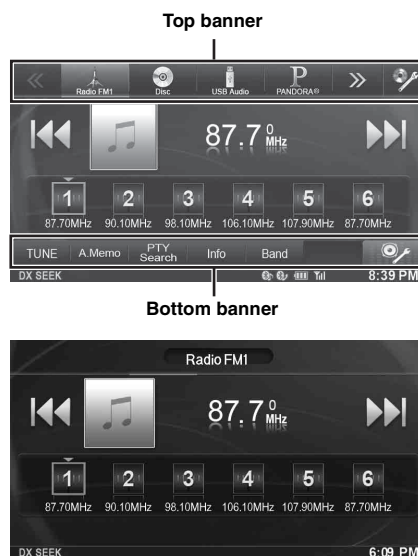 Top banner
Radio FM1 Disc USB Audio PANDORA®
87.7 0 MHz
1 2 3 4 5 6
87.70MHz 90.10MHz 98.10MHz 106.10MHz 107.90MHz 87.70MHz
TUNE A.Memo PTY Search Info Band
DX SEEK 8:39 PM
Bottom banner
Radio FM1
87.7 0 MHz
1 2 3 4 5 6
87.70MHz 90.10MHz 98.10MHz 106.10MHz 107.90MHz 87.70MHz
DX SEEK 6:09 PM